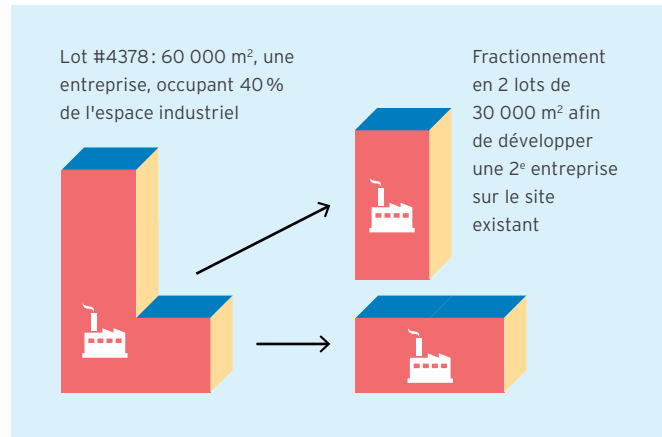 Lot #4378 : 60 000 m², une
entreprise, occupant 40 %
de l'espace industriel
Fractionnement
en 2 lots de
30 000 m² afin
de développer
une 2ᵉ entreprise
sur le site
existant